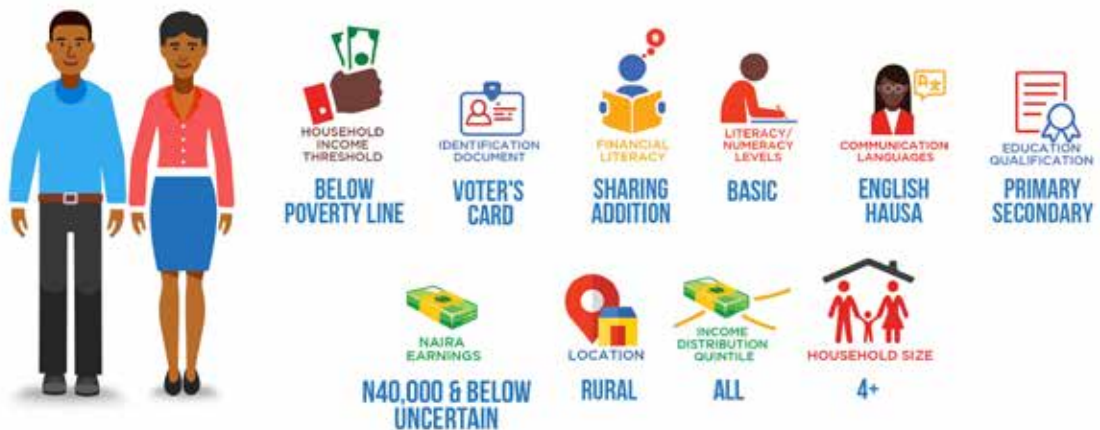 HOUSEHOLD
INCOME
THRESHOLD
BELOW
POVERTY LINE
IDENTIFICATION
DOCUMENT
VOTER'S
CARD
FINANCIAL
LITERACY
SHARING
ADDITION
LITERACY/
NUMERACY
LEVELS
BASIC
A
COMMUNICATION
LANGUAGES
ENGLISH
HAUSA
EDUCATION
QUALIFICATION
PRIMARY
SECONDARY
NAIRA
EARNINGS
N40,000 & BELOW
UNCERTAIN
LOCATION
RURAL
INCOME
DISTRIBUTION
QUINTILE
ALL
HOUSEHOLD SIZE
4+